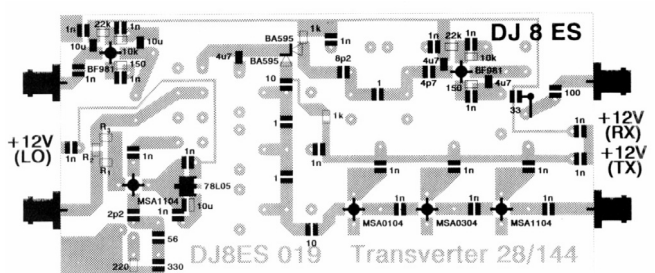 DJ 8 ES
1n 22k 10u 10u 1n 10k 150 1n BF981 1n
BA595 BA595 4u7 1k 1n 8p2 1
1n 22k 1n 10k 4u7 BF981 150 4p7 4u7 1n
33 100
+12V (LO)
1n R3 R2 R1
10 1 1 1k 1n
+12V (RX)
1n
+12V (TX)
1n
1n 1n 1n
1n MSA1104 1n 78L05 10u 1n 2p2
MSA0104 1n MSA0304 1n MSA1104 1n
10
56 220 330
DJ8ES 019 Transverter 28/144